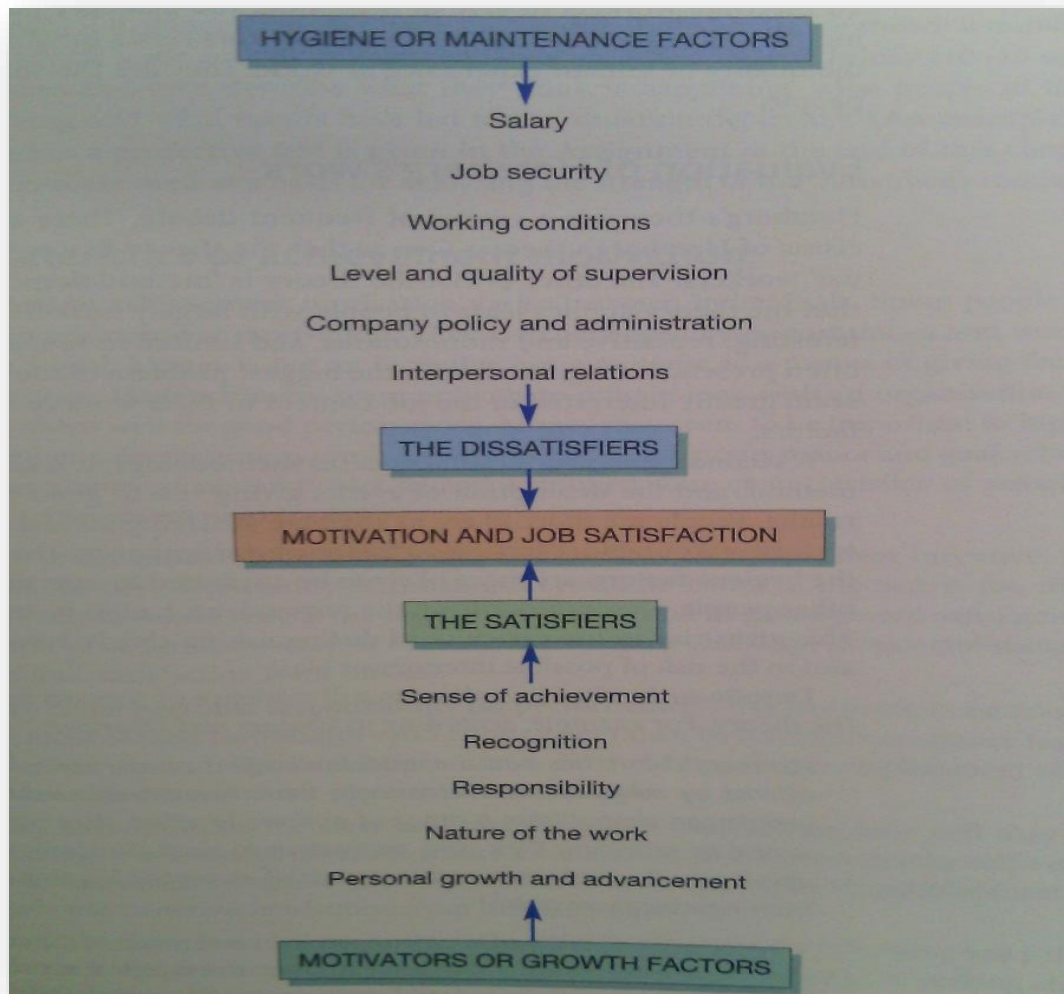 HYGIENE OR MAINTENANCE FACTORS
Salary
Job security
Working conditions
Level and quality of supervision
Company policy and administration
Interpersonal relations
THE DISSATISFIERS
MOTIVATION AND JOB SATISFACTION
THE SATISFIERS
Sense of achievement
Recognition
Responsibility
Nature of the work
Personal growth and advancement
MOTIVATORS OR GROWTH FACTORS